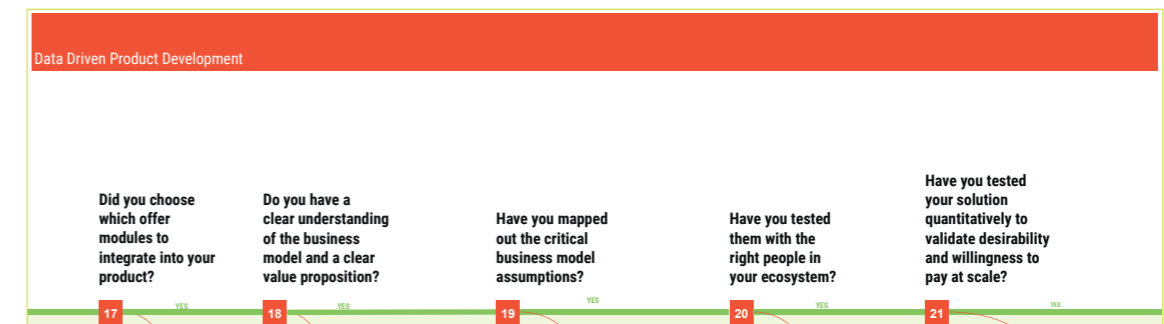 Data Driven Product Development
Did you choose
which offer
modules to
integrate into your
product?
Do you have a
clear understanding
of the business
model and a clear
value proposition?
Have you mapped
out the critical
business model
assumptions?
Have you tested
them with the
right people in
your ecosystem?
Have you tested
your solution
quantitatively to
validate desirability
and willingness to
pay at scale?
17
YES
18
YES
19
YES
20
YES
21
YES